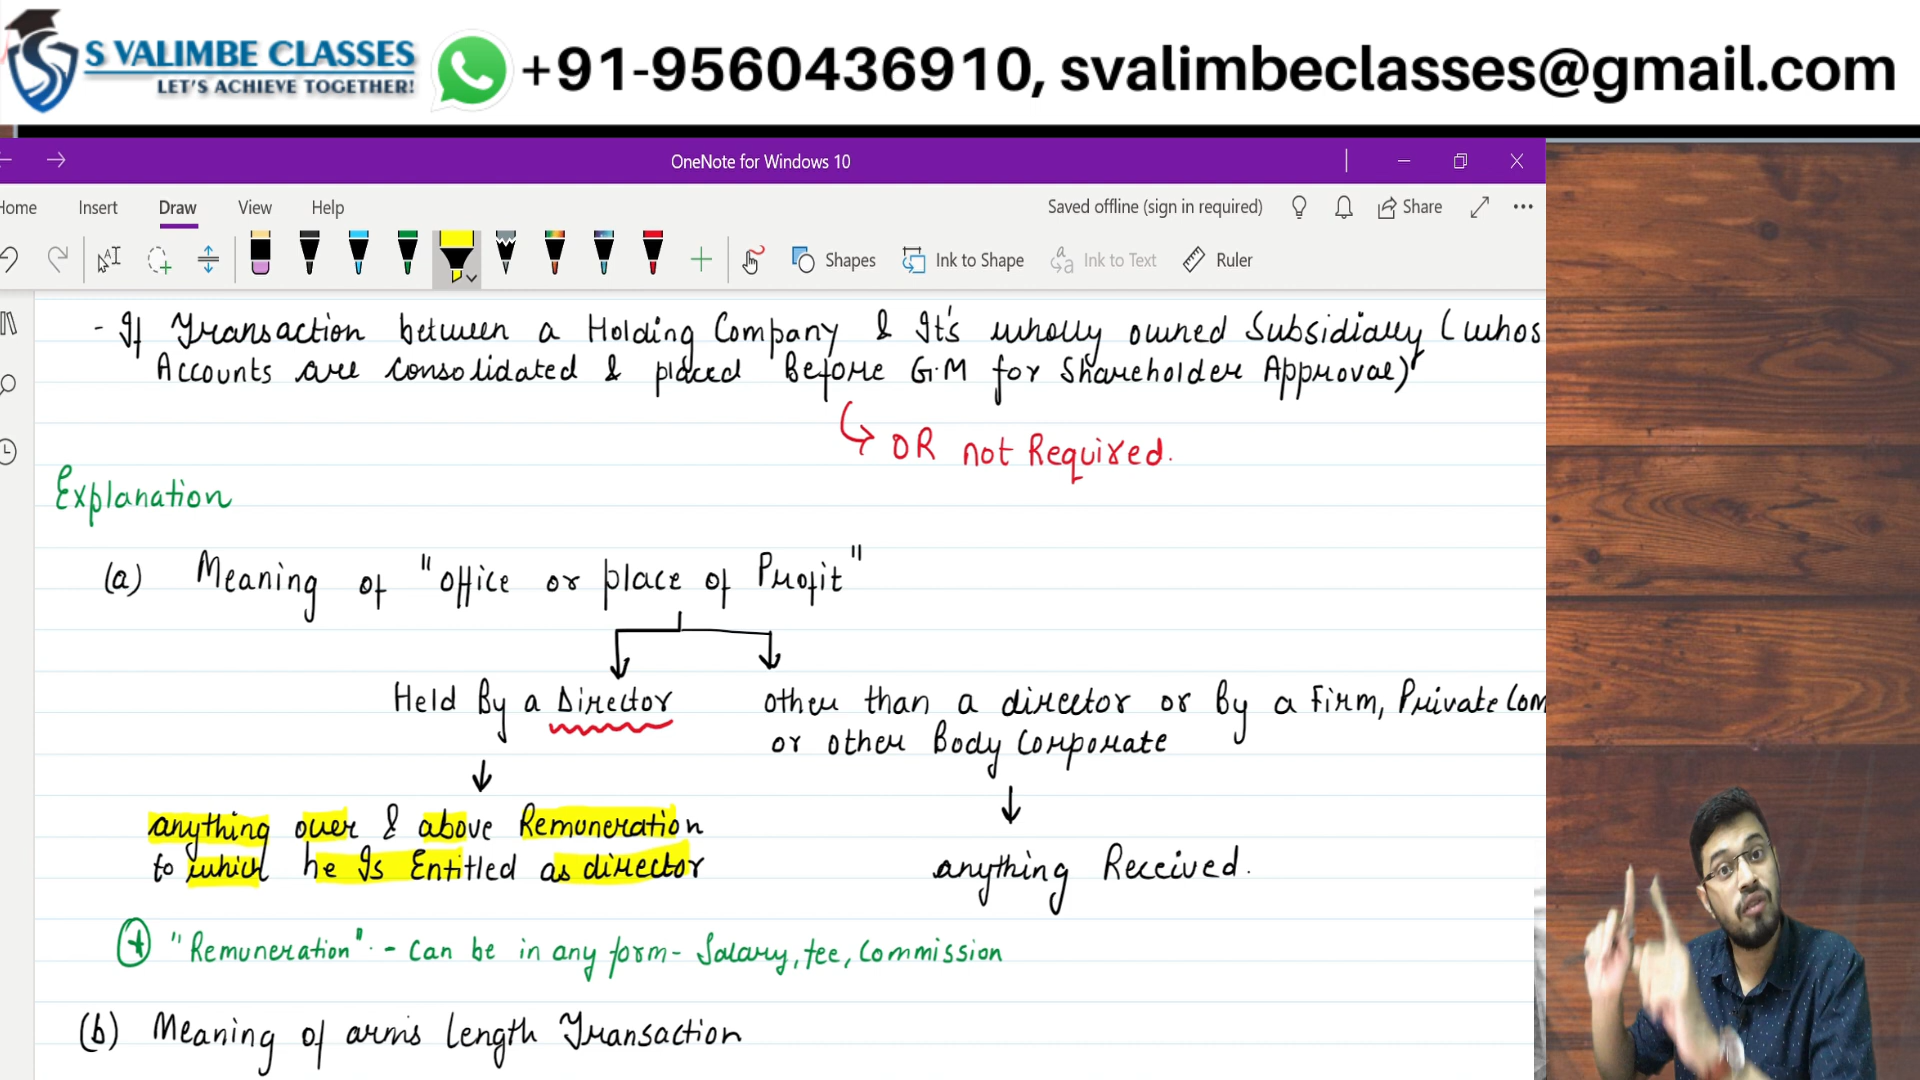 S VALIMBE CLASSES
LET'S ACHIEVE TOGETHER!
+91-9560436910, svalimbeclasses@gmail.com
OneNote for Windows 10
Home Insert Draw View Help Saved offline (sign in required) Share
Shapes Ink to Shape Ink to Text Ruler
- If Transaction between a Holding Company & It's wholly owned Subsidiary (whos
Accounts are consolidated & placed Before G.M for Shareholder Approval)
OR not Required.
Explanation
(a) Meaning of "office or place of Profit"
Held By a Director
other than a director or By a Firm, Private Com
or other Body Corporate
anything over & above Remuneration
to which he Is Entitled as director
anything Received.
"Remuneration" - Can be in any form - Salary, fee, Commission
(b) Meaning of arm's length Transaction